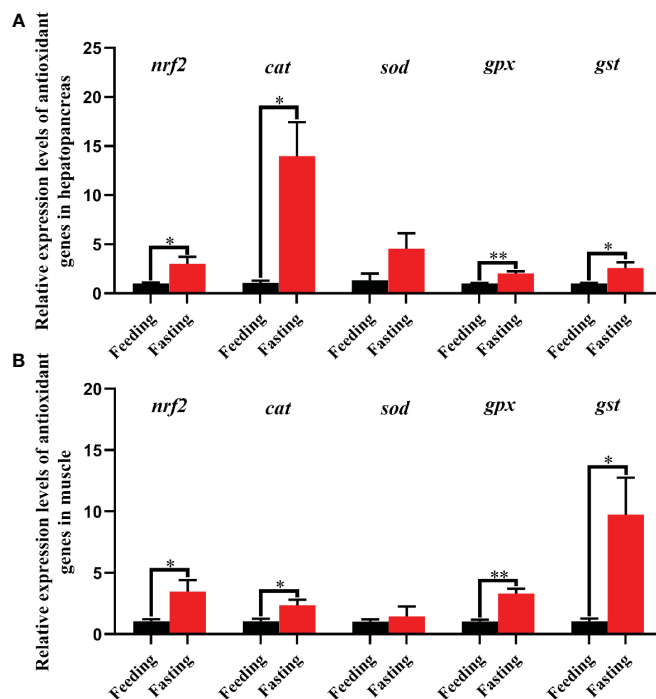 A
Relative expression levels of antioxidant
genes in hepatopancreas
25
20
15
10
5
0
nrf2 cat sod gpx gst
* * ** *
Feeding Fasting Feeding Fasting Feeding Fasting Feeding Fasting Feeding Fasting
B
Relative expression levels of antioxidant
genes in muscle
20
15
10
5
0
nrf2 cat sod gpx gst
* * ** *
Feeding Fasting Feeding Fasting Feeding Fasting Feeding Fasting Feeding Fasting